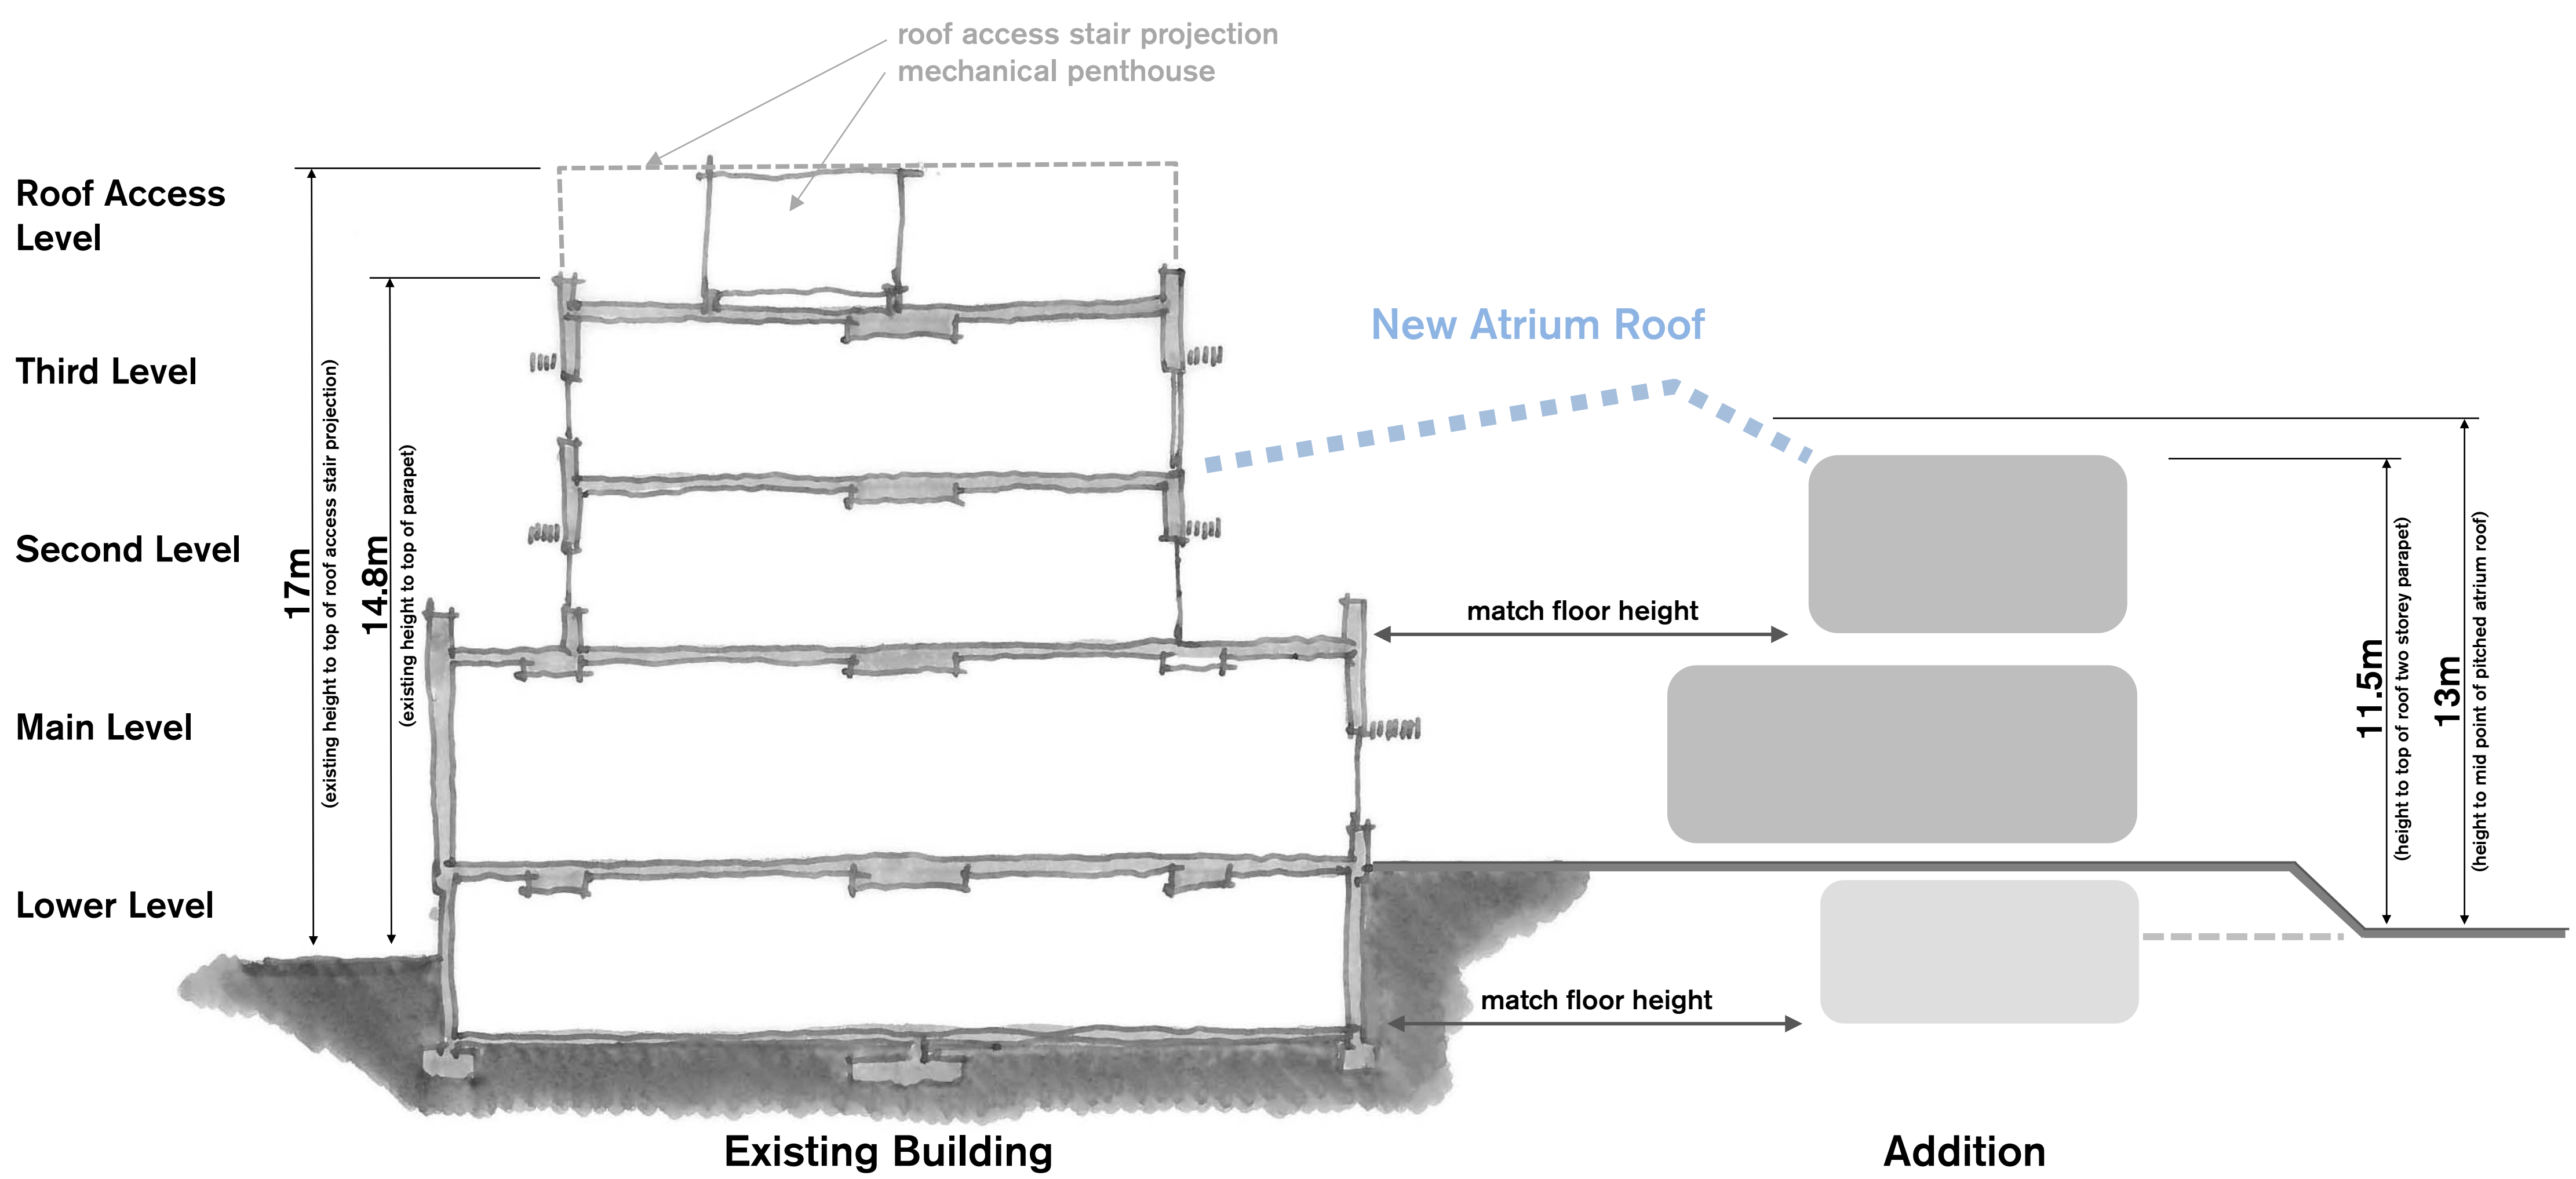 roof access stair projection
mechanical penthouse
Roof Access
Level
Third Level
Second Level
Main Level
Lower Level
17m
(existing height to top of roof access stair projection)
14.8m
(existing height to top of parapet)
New Atrium Roof
match floor height
match floor height
11.5m
(height to top of roof two storey parapet)
13m
(height to mid point of pitched atrium roof)
Existing Building
Addition